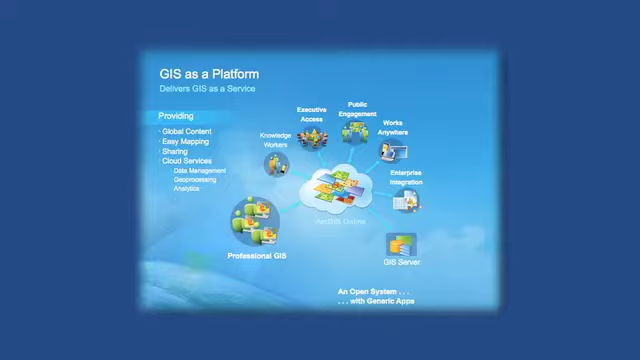 GIS as a Platform
Delivers GIS as a Service
Providing
· Global Content
· Easy Mapping
· Sharing
· Cloud Services
Data Management
Geoprocessing
Analytics
Knowledge
Workers
Executive
Access
Public
Engagement
Works
Anywhere
Enterprise
Integration
ArcGIS Online
Professional GIS
GIS Server
An Open System . . .
. . . with Generic Apps